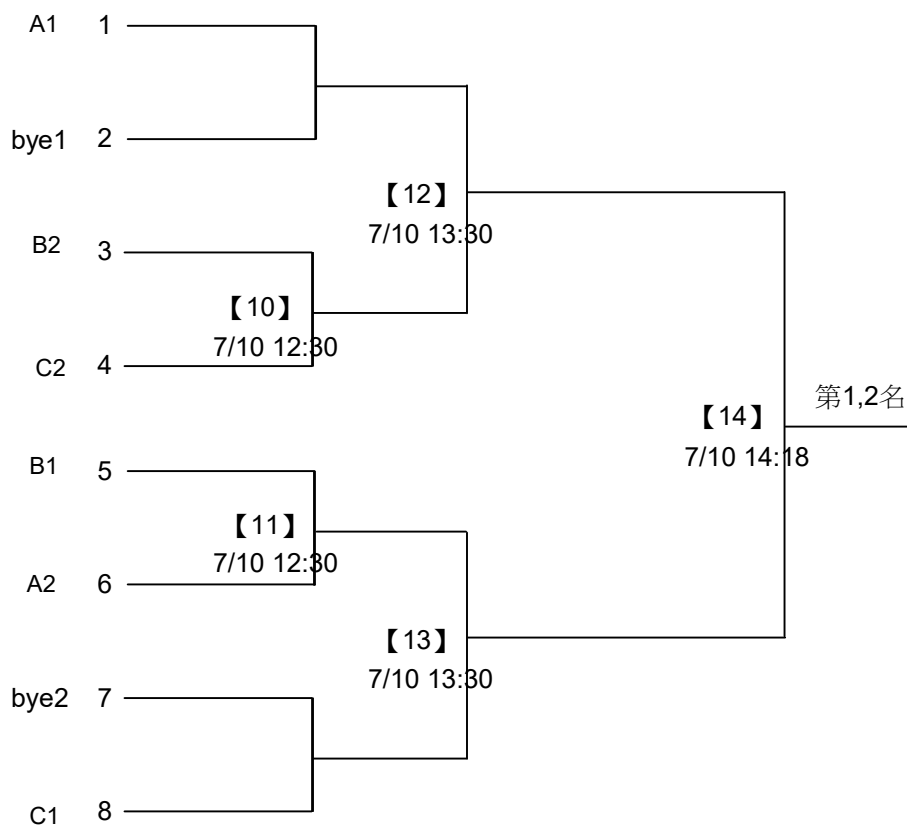 A1 1
bye1 2
【12】
7/10 13:30
B2 3
【10】
7/10 12:30
C2 4
第1,2名
【14】
7/10 14:18
B1 5
【11】
7/10 12:30
A2 6
【13】
7/10 13:30
bye2 7
C1 8